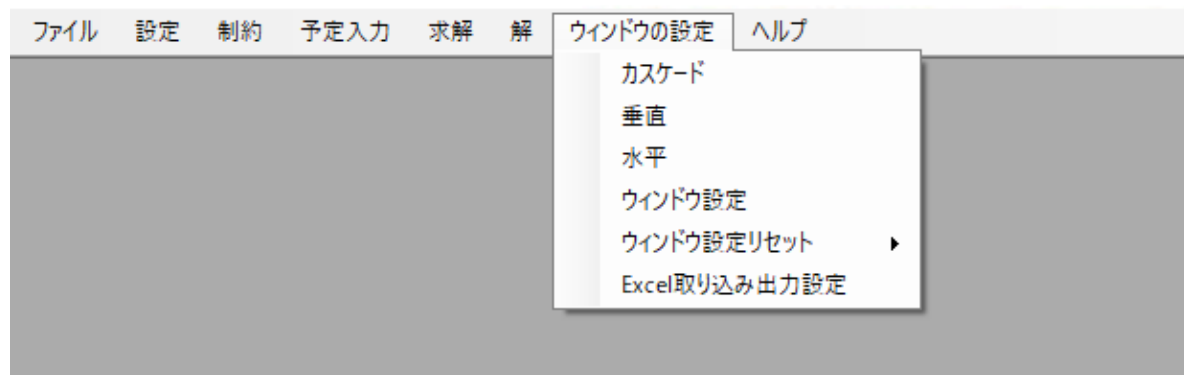 ファイル 設定 制約 予定入力 求解 解 ウィンドウの設定 ヘルプ
カスケード
垂直
水平
ウィンドウ設定
ウィンドウ設定リセット
Excel取り込み出力設定